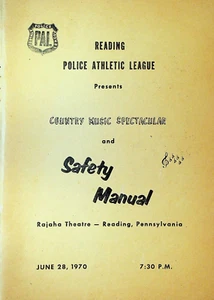 POLICE
PAL
READING
POLICE ATHLETIC LEAGUE
Presents
COUNTRY MUSIC SPECTACULAR
and
Safety
Manual
Rajaha Theatre — Reading, Pennsylvania
JUNE 28, 1970 7:30 P.M.